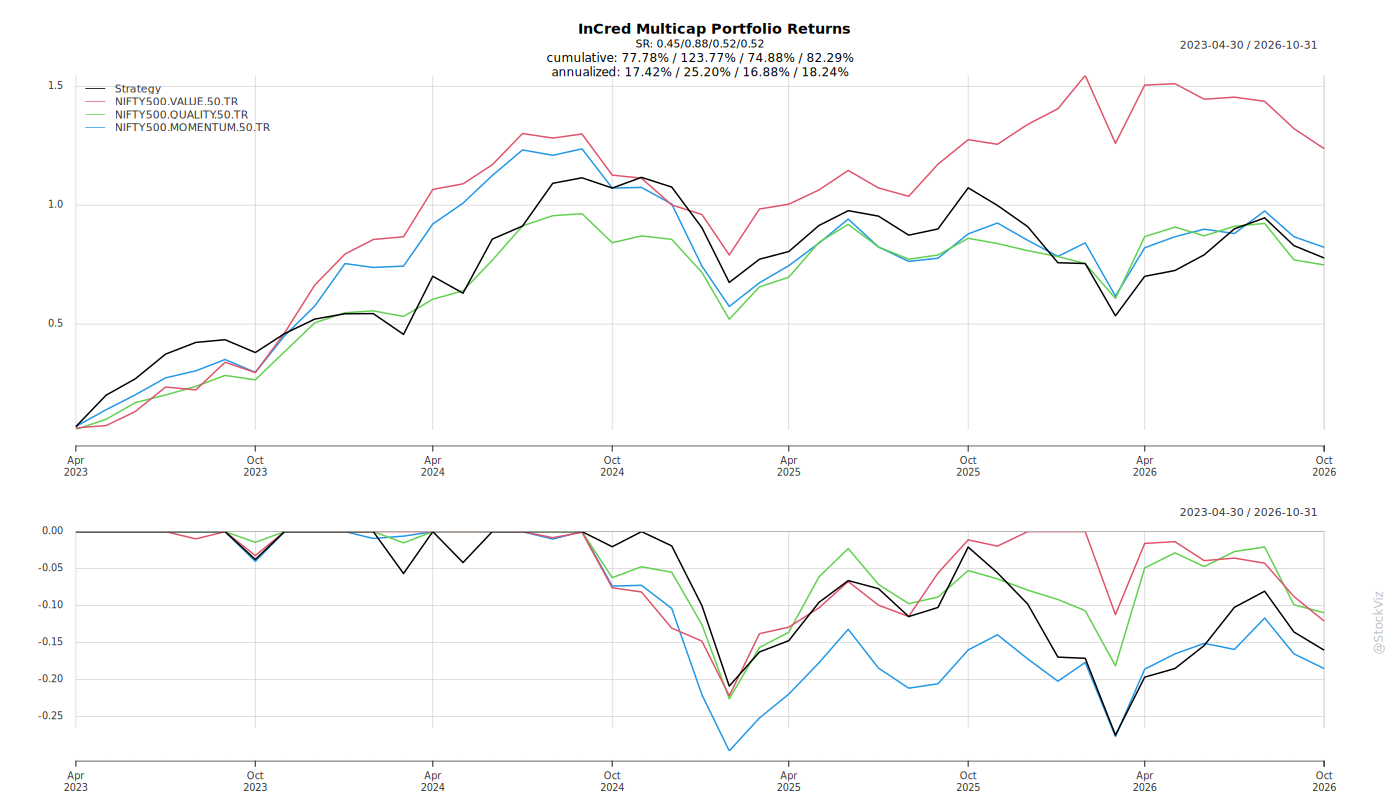 InCred Multicap Portfolio Returns
SR: 0.45/0.88/0.52/0.52
cumulative: 77.78% / 123.77% / 74.88% / 82.29%
annualized: 17.42% / 25.20% / 16.88% / 18.24%
2023-04-30 / 2026-10-31
Strategy
NIFTY500.VALUE.50.TR
NIFTY500.QUALITY.50.TR
NIFTY500.MOMENTUM.50.TR
1.5
1.0
0.5
Apr Oct Apr Oct Apr Oct Apr Oct
2023 2023 2024 2024 2025 2025 2026 2026
2023-04-30 / 2026-10-31
0.00
-0.05
-0.10
-0.15
-0.20
-0.25
Apr Oct Apr Oct Apr Oct Apr Oct
2023 2023 2024 2024 2025 2025 2026 2026
@StockViz